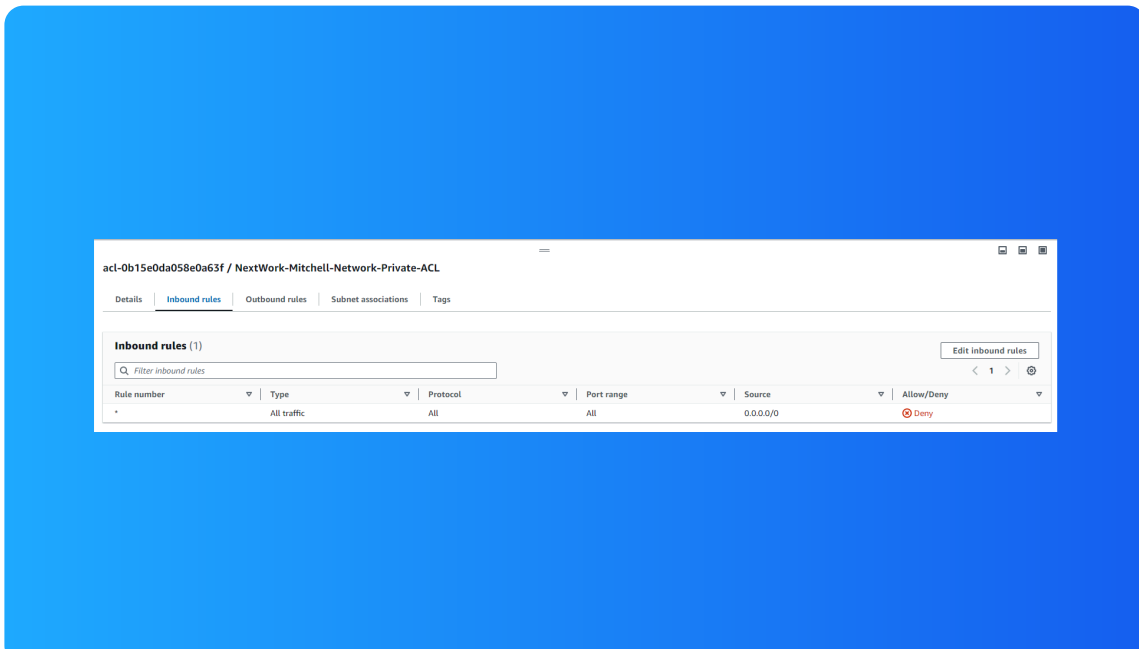 acl-0b15e0da058e0a63f / NextWork-Mitchell-Network-Private-ACL
Details Inbound rules Outbound rules Subnet associations Tags
Inbound rules (1)
Edit inbound rules
Filter inbound rules
1
Rule number Type Protocol Port range Source Allow/Deny
* All traffic All All 0.0.0.0/0 Deny